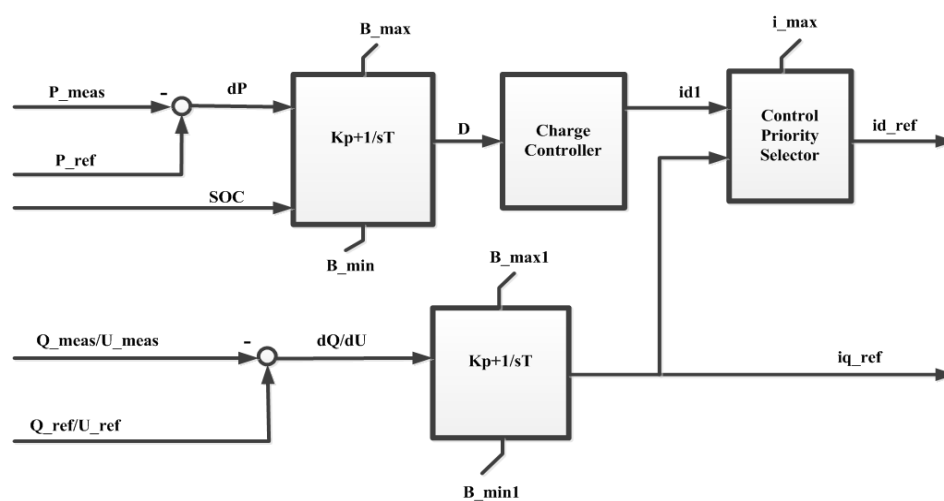 B_max
i_max
P_meas
-
dP
id1
Kp+1/sT
D
Charge
Controller
Control
Priority
Selector
id_ref
P_ref
SOC
B_min
B_max1
Q_meas/U_meas
-
dQ/dU
Kp+1/sT
iq_ref
Q_ref/U_ref
B_min1